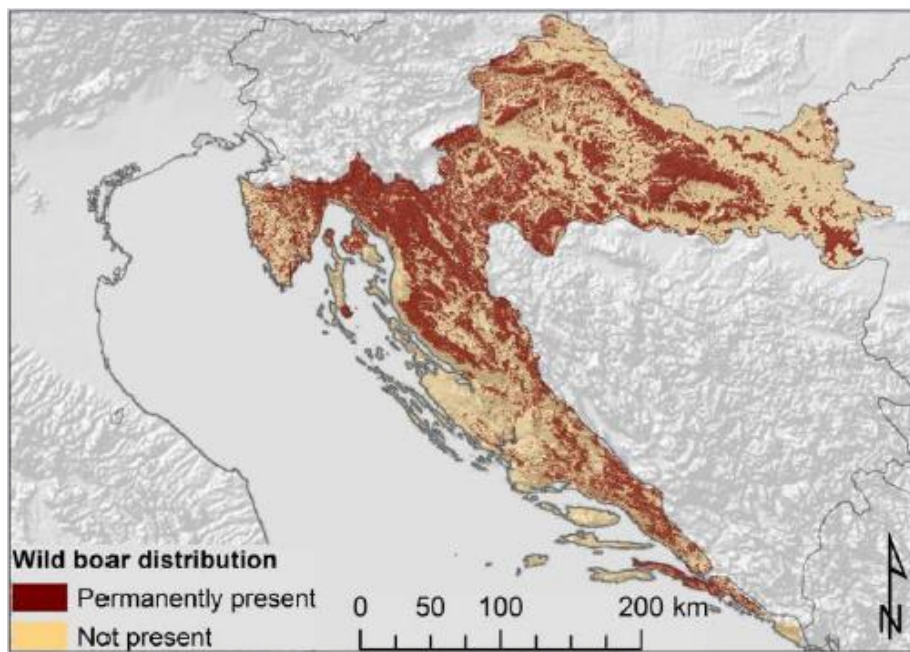 Wild boar distribution
Permanently present
Not present
0 50 100 200 km
N